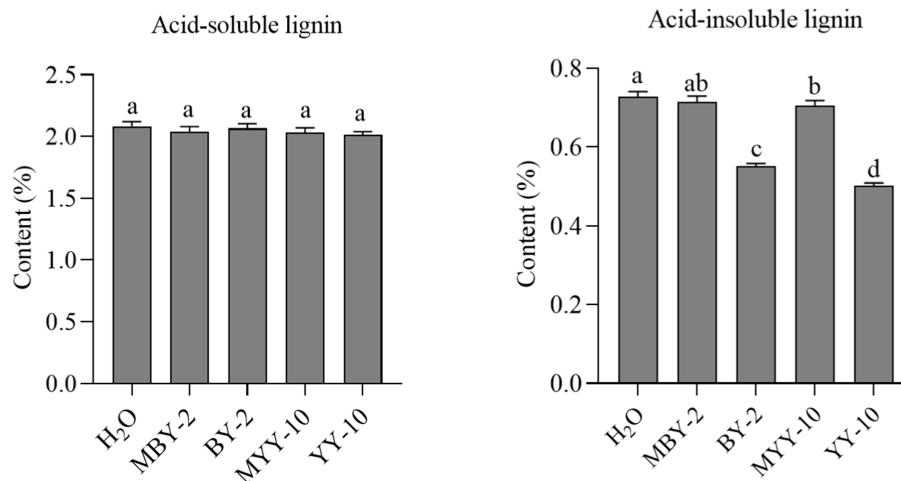 Acid-soluble lignin
Content (%)
2.5
2.0
1.5
1.0
0.5
0.0
a
a
a
a
a
H₂O
MBY-2
BY-2
MYY-10
YY-10
Acid-insoluble lignin
Content (%)
0.8
0.6
0.4
0.2
0.0
a
ab
c
b
d
H₂O
MBY-2
BY-2
MYY-10
YY-10